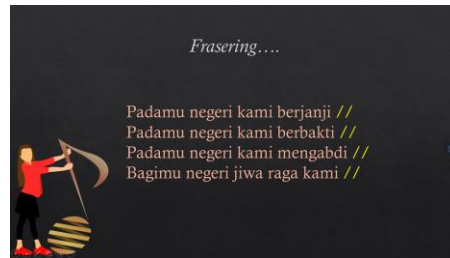 Frasering....
Padamu negeri kami berjanji //
Padamu negeri kami berbakti //
Padamu negeri kami mengabdi //
Bagimu negeri jiwa raga kami //